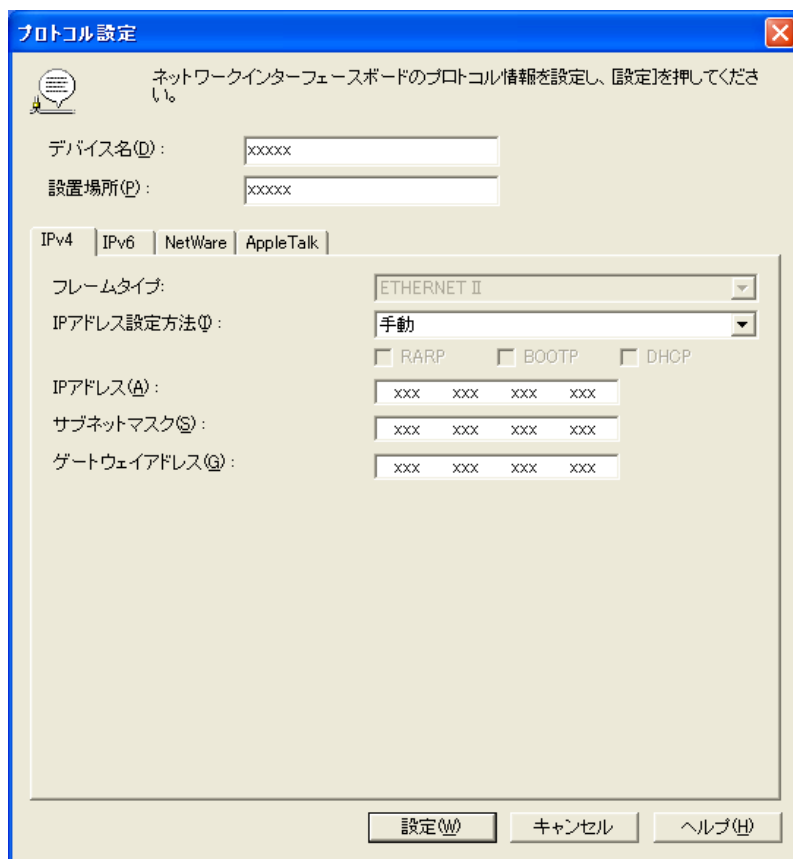 プロトコル設定
ネットワークインターフェースボードのプロトコル情報を設定し、[設定]を押してくださ
い。
デバイス名(D):
xxxxx
設置場所(P):
xxxxx
IPv4 IPv6 NetWare AppleTalk
フレームタイプ:
ETHERNET II
IPアドレス設定方法(I):
手動
RARP BOOTP DHCP
IPアドレス(A):
xxx xxx xxx xxx
サブネットマスク(S):
xxx xxx xxx xxx
ゲートウェイアドレス(G):
xxx xxx xxx xxx
設定(W) キャンセル ヘルプ(H)